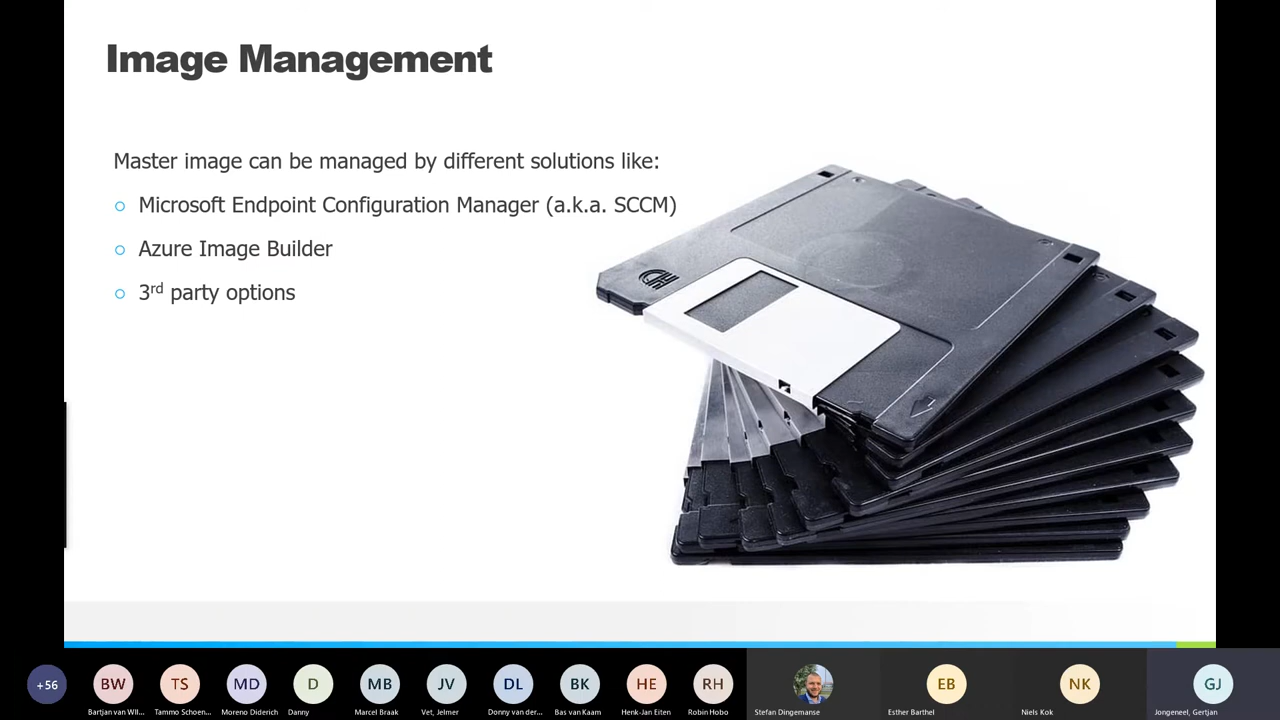 Image Management
Master image can be managed by different solutions like:
Microsoft Endpoint Configuration Manager (a.k.a. SCCM)
Azure Image Builder
3rd party options
+56
BW
TS
MD
D
MB
JV
DL
BK
HE
RH
EB
NK
GJ
Bartjan van Wll...
Tammo Schoen...
Moreno Diderich
Danny
Marcel Braak
Vet, Jelmer
Donny van der...
Bas van Kaam
Henk-Jan Eiten
Robin Hobo
Stefan Dingemanse
Esther Barthel
Niels Kok
Jongeneel, Gertjan